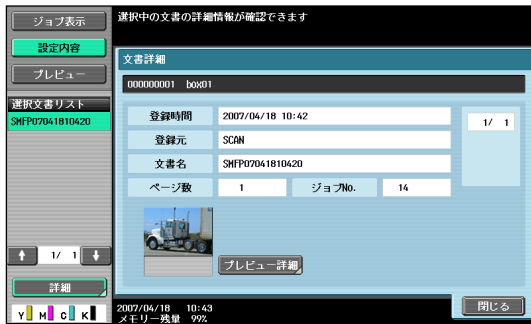 ジョブ表示
選択中の文書の詳細情報が確認できます
設定内容
プレビュー
選択文書リスト
SMFP07041810420
文書詳細
000000001 box01
登録時間 2007/04/18 10:42
1/ 1
登録元 SCAN
文書名 SMFP07041810420
ページ数 1 ジョブNo. 14
プレビュー詳細
1/ 1
詳細
Y M C K
2007/04/18 10:43
メモリー残量 99%
閉じる